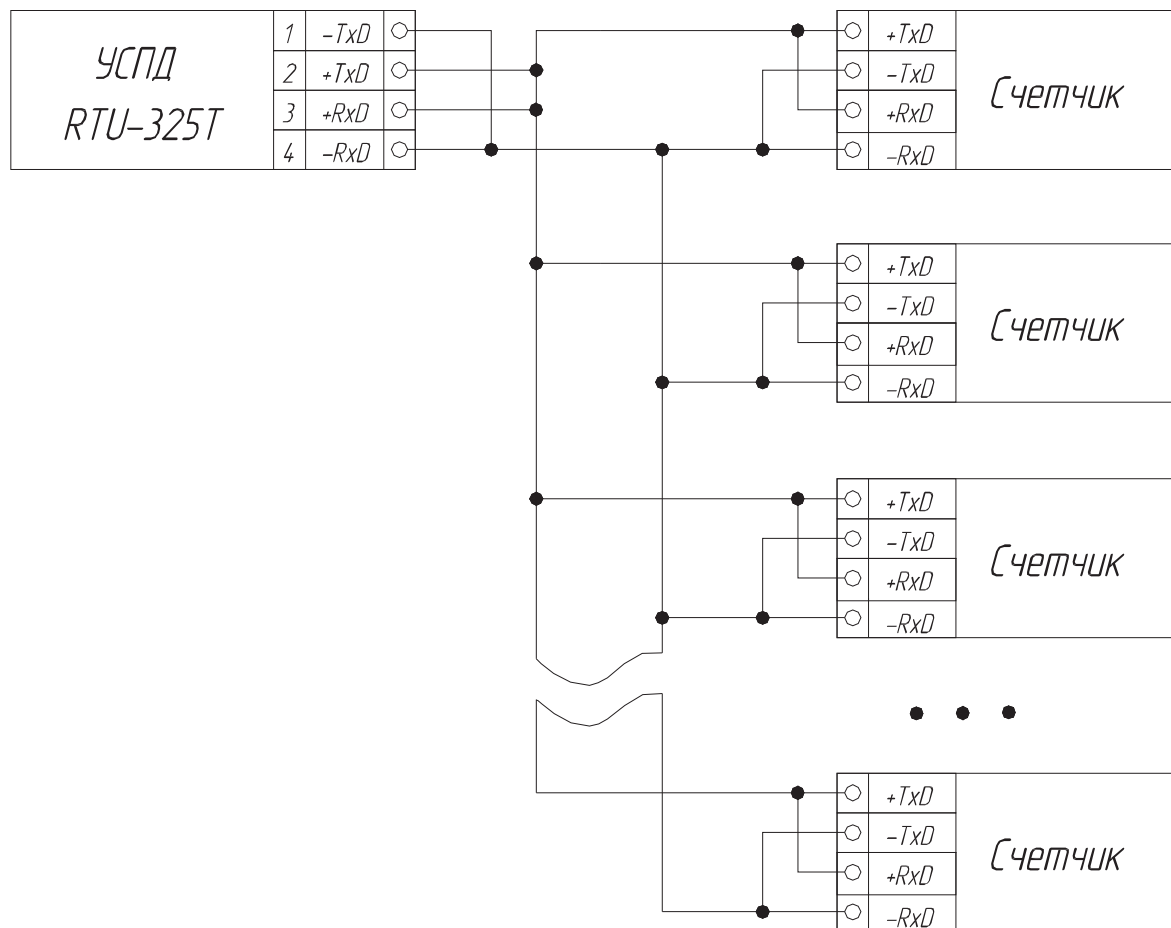 УСПД
RTU-325T
1 -TxD
2 +TxD
3 +RxD
4 -RxD
+TxD
-TxD
+RxD
-RxD
Счетчик
+TxD
-TxD
+RxD
-RxD
Счетчик
+TxD
-TxD
+RxD
-RxD
Счетчик
+TxD
-TxD
+RxD
-RxD
Счетчик